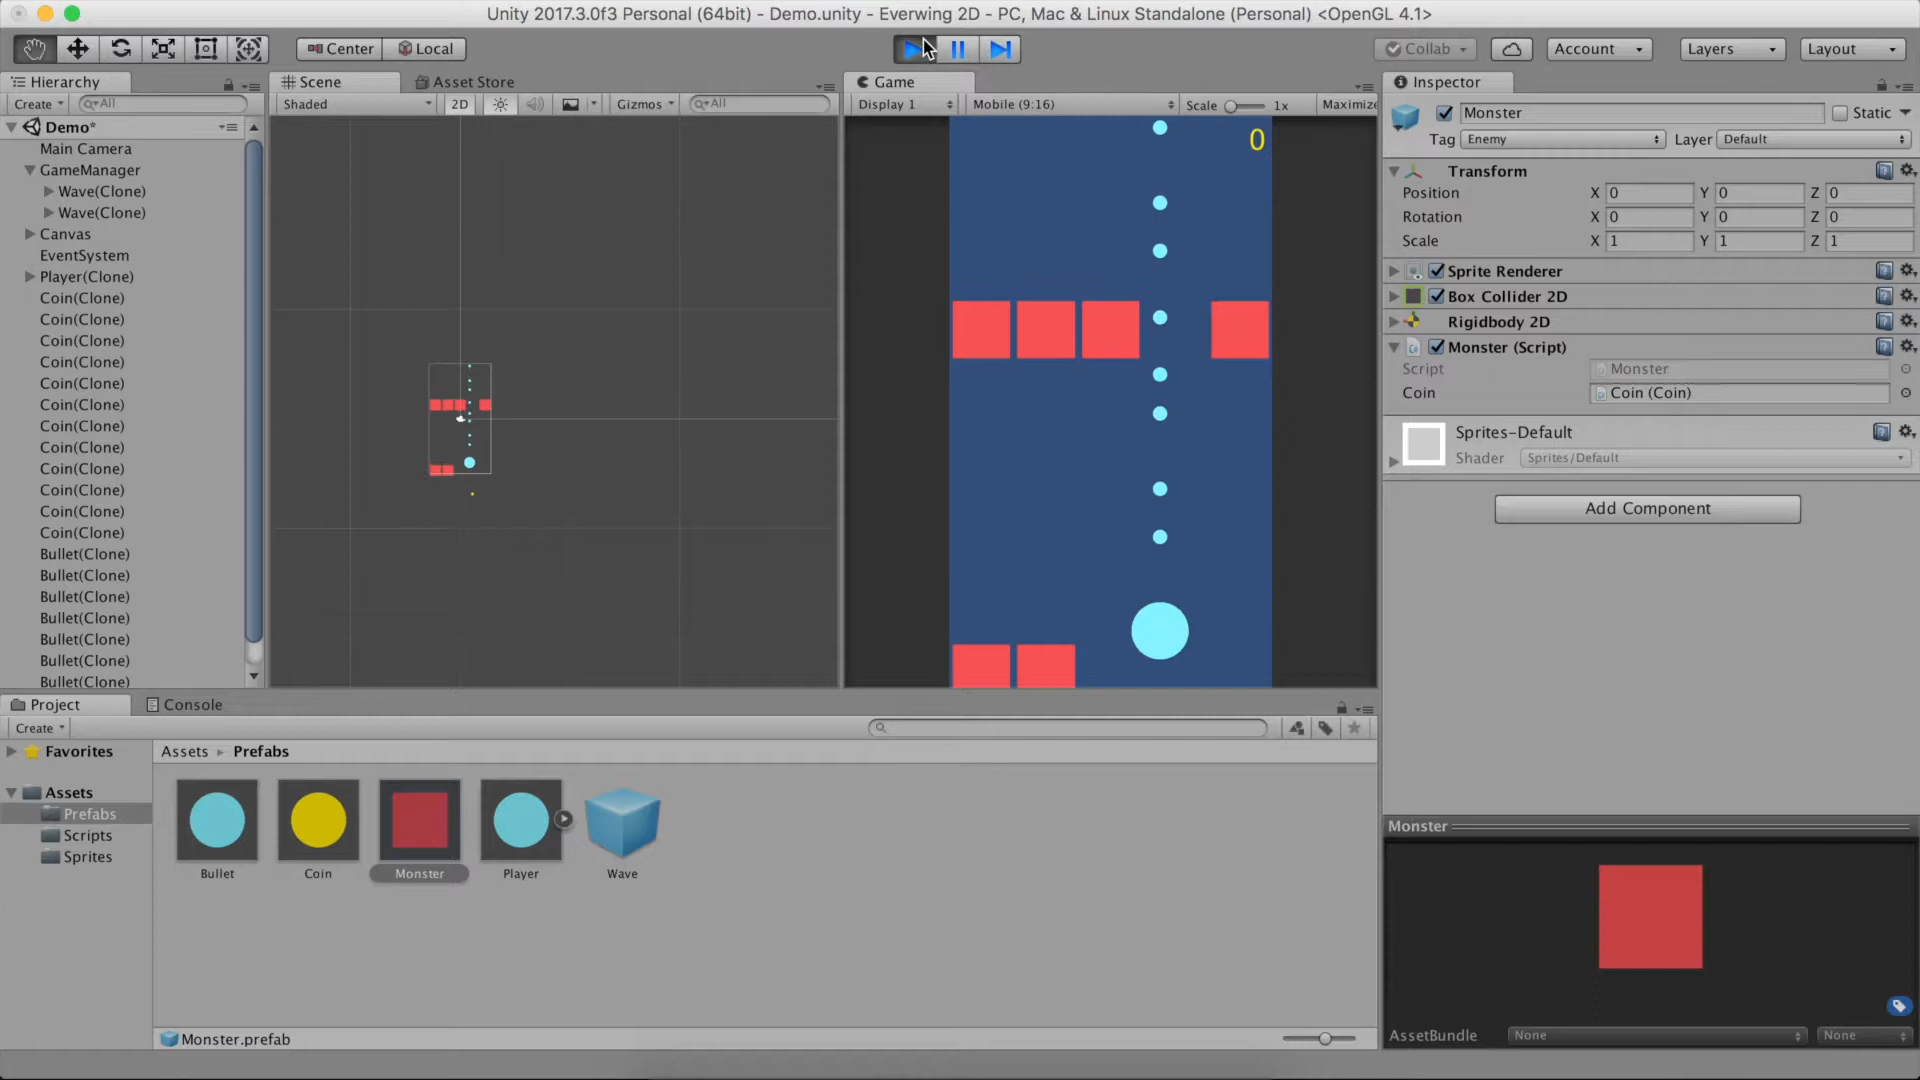 Unity 2017.3.0f3 Personal (64bit) - Demo.unity - Everwing 2D - PC, Mac & Linux Standalone (Personal) <OpenGL 4.1>
Center Local Collab Account Layers Layout
Hierarchy
Create All
Demo*
Main Camera
GameManager
Wave(Clone)
Wave(Clone)
Canvas
EventSystem
Player(Clone)
Coin(Clone)
Coin(Clone)
Coin(Clone)
Coin(Clone)
Coin(Clone)
Coin(Clone)
Coin(Clone)
Coin(Clone)
Coin(Clone)
Coin(Clone)
Coin(Clone)
Coin(Clone)
Bullet(Clone)
Bullet(Clone)
Bullet(Clone)
Bullet(Clone)
Bullet(Clone)
Bullet(Clone)
Bullet(Clone)
Scene Asset Store
Shaded 2D Gizmos All
Game
Display 1 Mobile (9:16) Scale 1x Maximize
0
Inspector
Monster Static
Tag Enemy Layer Default
Transform
Position X 0 Y 0 Z 0
Rotation X 0 Y 0 Z 0
Scale X 1 Y 1 Z 1
Sprite Renderer
Box Collider 2D
Rigidbody 2D
Monster (Script)
Script Monster
Coin Coin (Coin)
Sprites-Default
Shader Sprites/Default
Add Component
Project Console
Create
Favorites
Assets
Prefabs
Scripts
Sprites
Assets Prefabs
Bullet Coin Monster Player Wave
Monster.prefab
Monster
AssetBundle None None